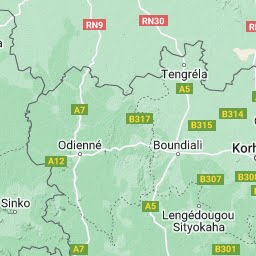 RN9
RN30
Tengréla
A7
A5
B317
B314
B315
Odienné
Boundiali
Korh
A12
B307
B308
Sinko
A5
Lengédougou
Sityokaha
A7
B301